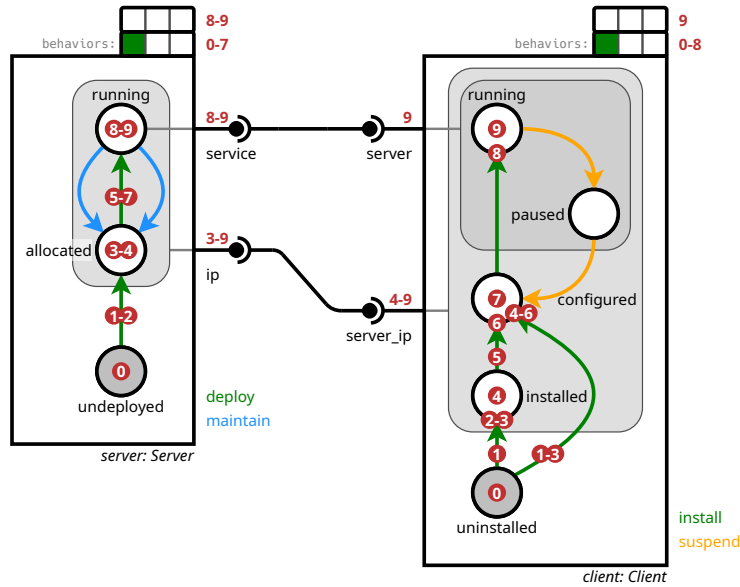 8-9
behaviors: 0-7
running
8-9
5-7
allocated
3-4
1-2
0
undeployed
8-9
service
3-9
ip
deploy
maintain
server: Server
9
behaviors: 0-8
9
server
4-9
server_ip
running
9
8
paused
configured
7
4-6
6
5
4
installed
2-3
1
1-3
0
uninstalled
install
suspend
client: Client